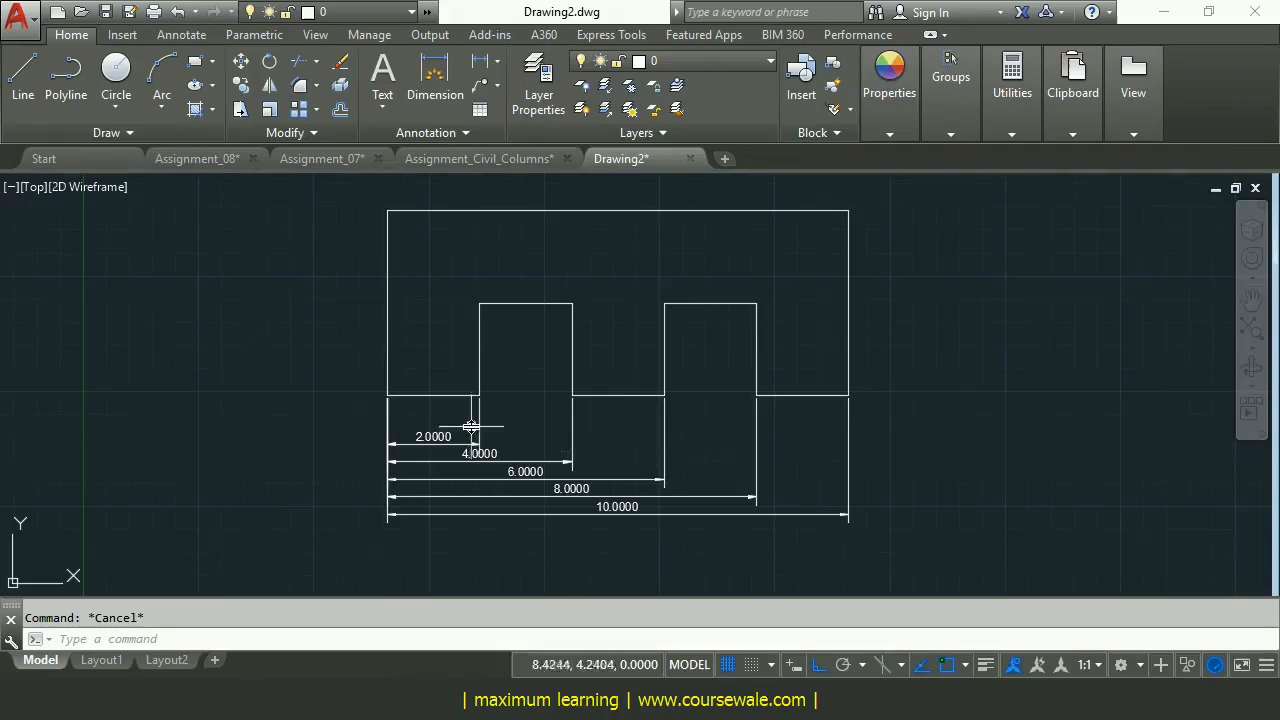 0
Drawing2.dwg
Type a keyword or phrase
Sign In
Home
Insert
Annotate
Parametric
View
Manage
Output
Add-ins
A360
Express Tools
Featured Apps
BIM 360
Performance
Line
Polyline
Circle
Arc
Text
Dimension
Layer
Properties
0
Insert
Properties
Groups
Utilities
Clipboard
View
Draw
Modify
Annotation
Layers
Block
Start
Assignment_08*
Assignment_07*
Assignment_Civil_Columns*
Drawing2*
[−][Top][2D Wireframe]
2.0000
4.0000
6.0000
8.0000
10.0000
Y
X
Command: *Cancel*
Type a command
Model
Layout1
Layout2
8.4244, 4.2404, 0.0000
MODEL
1:1
| maximum learning | www.coursewale.com |